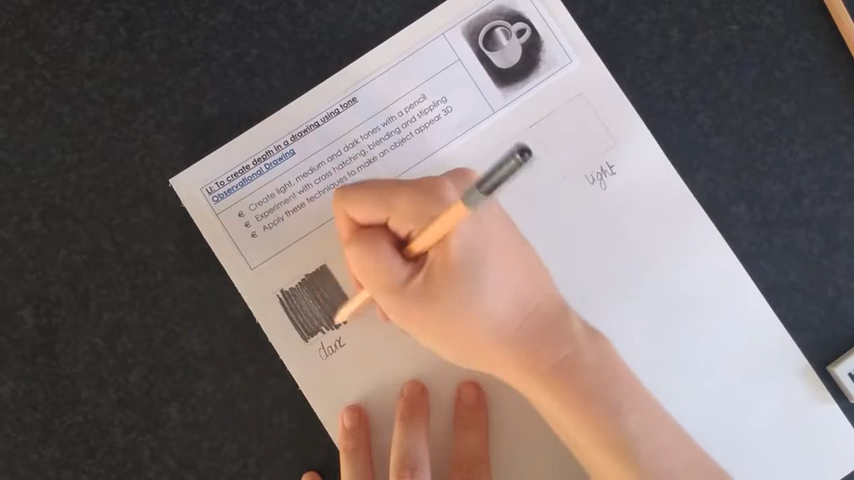 LI: To create depth in a drawing using tone
Observational Drawing
€ Create light, medium and dark tones with a pencil
€ Experiment with cross hatching, blending and stippling
€ Apply these techniques to make an object appear 3D
light
dark